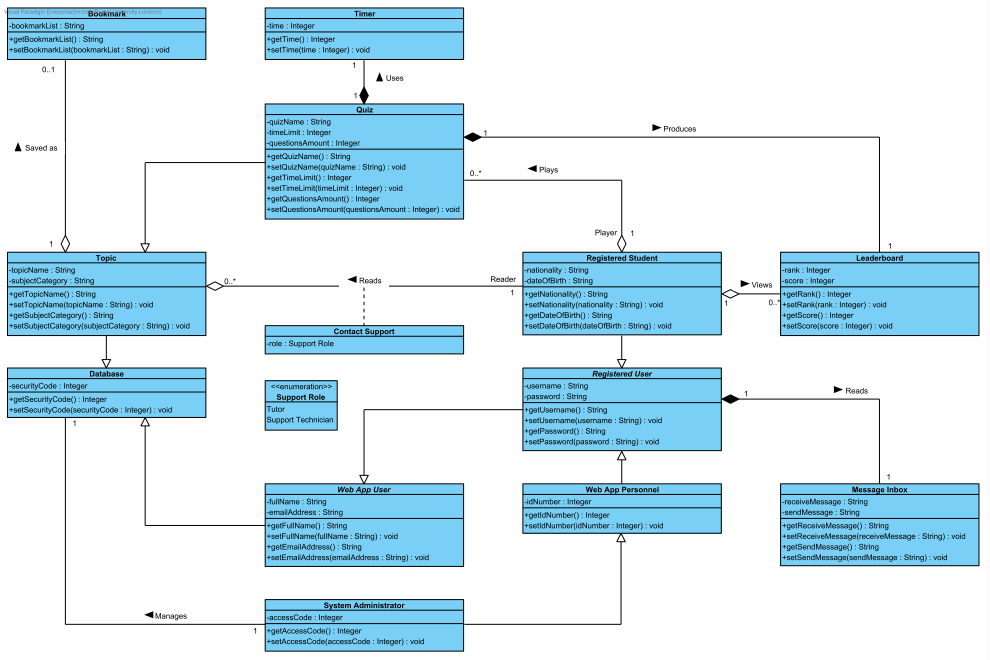 Bookmark
-bookmarkList : String
+getBookmarkList() : String
+setBookmarkList(bookmarkList : String) : void
Timer
-time : Integer
+getTime() : Integer
+setTime(time : Integer) : void
0..1
1
Uses
1
Saved as
Quiz
-quizName : String
-timeLimit : Integer
-questionsAmount : Integer
+getQuizName() : String
+setQuizName(quizName : String) : void
+getTimeLimit() : Integer
+setTimeLimit(timeLimit : Integer) : void
+getQuestionsAmount() : Integer
+setQuestionsAmount(questionsAmount : Integer) : void
1
Produces
0..*
Plays
1
Player
1
1
Topic
-topicName : String
-subjectCategory : String
+getTopicName() : String
+setTopicName(topicName : String) : void
+getSubjectCategory() : String
+setSubjectCategory(subjectCategory : String) : void
0..*
Reads
Reader
1
Registered Student
-nationality : String
-dateOfBirth : String
+getNationality() : String
+setNationality(nationality : String) : void
+getDateOfBirth() : String
+setDateOfBirth(dateOfBirth : String) : void
Views
1
0..*
Leaderboard
-rank : Integer
-score : Integer
+getRank() : Integer
+setRank(rank : Integer) : void
+getScore() : Integer
+setScore(score : Integer) : void
Contact Support
-role : Support Role
Database
-securityCode : Integer
+getSecurityCode() : Integer
+setSecurityCode(securityCode : Integer) : void
1
<<enumeration>>
Support Role
Tutor
Support Technician
Registered User
-username : String
-password : String
+getUsername() : String
+setUsername(username : String) : void
+getPassword() : String
+setPassword(password : String) : void
1
Reads
1
Web App User
-fullName : String
-emailAddress : String
+getFullName() : String
+setFullName(fullName : String) : void
+getEmailAddress() : String
+setEmailAddress(emailAddress : String) : void
Web App Personnel
-idNumber : Integer
+getIdNumber() : Integer
+setIdNumber(idNumber : Integer) : void
Message Inbox
-receiveMessage : String
-sendMessage : String
+getReceiveMessage() : String
+setReceiveMessage(receiveMessage : String) : void
+getSendMessage() : String
+setSendMessage(sendMessage : String) : void
Manages
1
System Administrator
-accessCode : Integer
+getAccessCode() : Integer
+setAccessCode(accessCode : Integer) : void